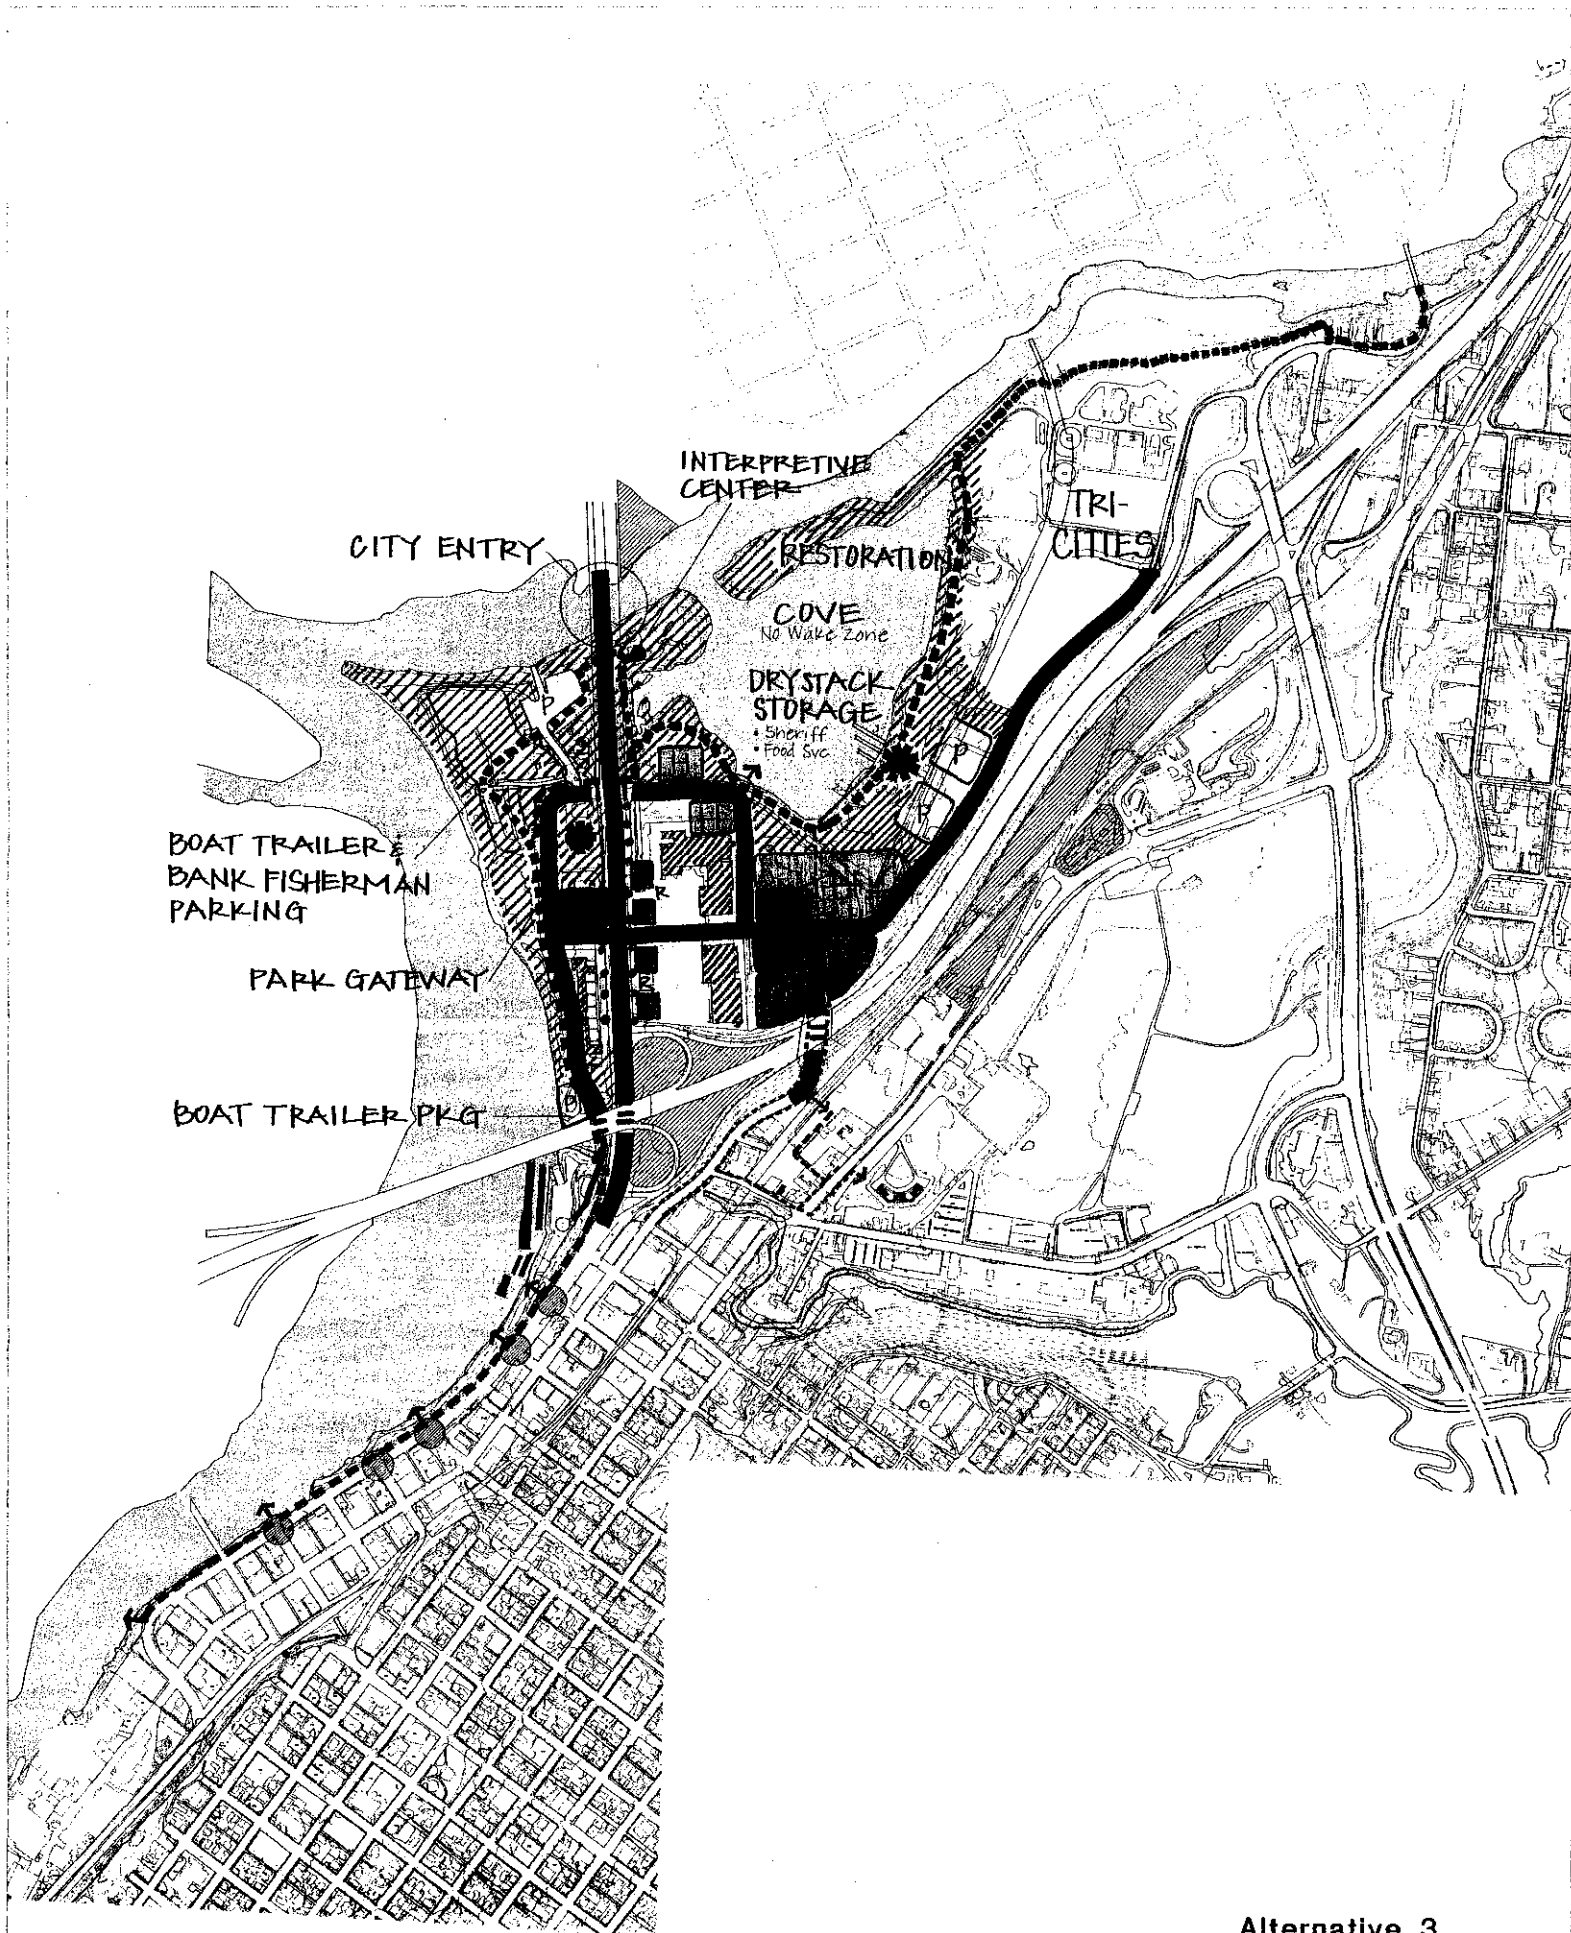 INTERPRETIVE
CENTER
CITY ENTRY
TRI-
CITIES
RESTORATION
COVE
No Wake Zone
DRYSTACK
STORAGE
• Sheriff
• Food Svc
P
P
P
BOAT TRAILER &
BANK FISHERMAN
PARKING
R
PARK GATEWAY
R
BOAT TRAILER PKG
P
Alternative 3